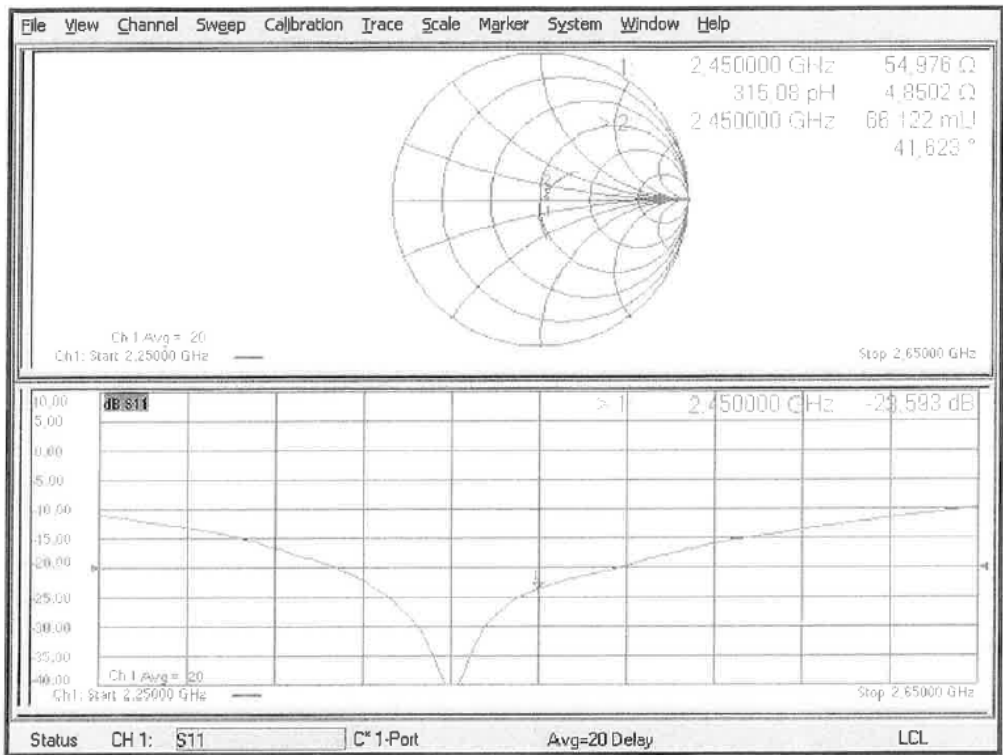 File View Channel Sweep Calibration Trace Scale Marker System Window Help
1: 2,450000 GHz 54,976 Ω
315,08 pH 4,8502 Ω
> 2: 2,450000 GHz 66,122 mU
41,623 °
Ch 1 Avg = 20
Ch1: Start 2,25000 GHz
Stop 2,65000 GHz
10,00
dB S11
> 1: 2,450000 GHz -23,593 dB
5,00
0,00
-5,00
-10,00
-15,00
-20,00
-25,00
-30,00
-35,00
-40,00
Ch 1 Avg = 20
Ch1: Start 2,25000 GHz
Stop 2,65000 GHz
Status CH 1: S11 C* 1-Port Avg=20 Delay LCL